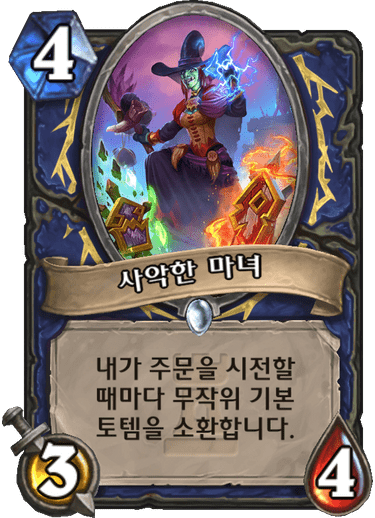 4
사악한 마녀
내가 주문을 시전할
때마다 무작위 기본
토템을 소환합니다.
3
4